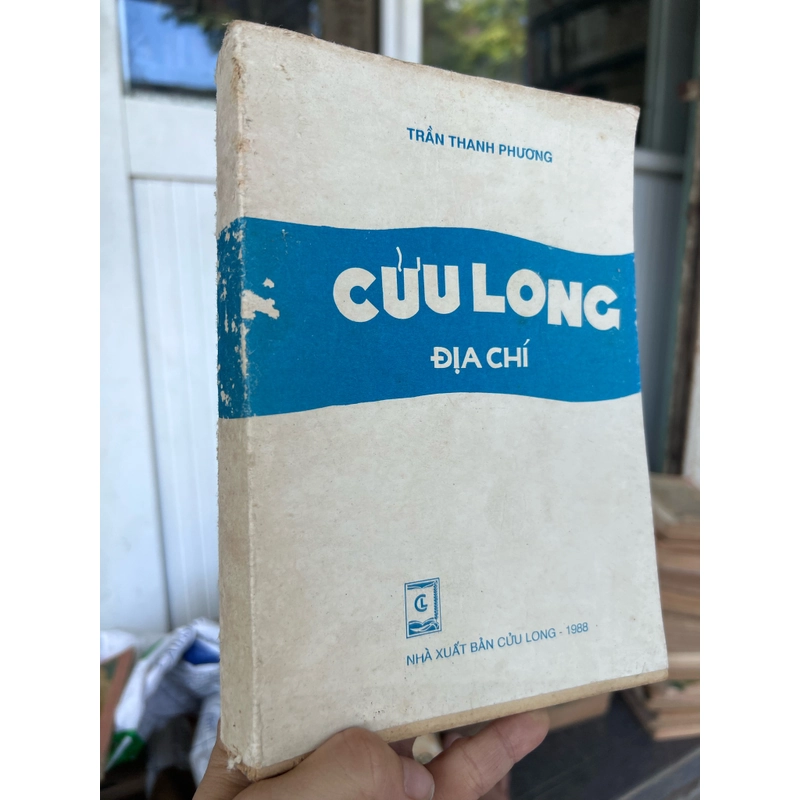 TRẦN THANH PHƯƠNG
CỬU LONG
ĐỊA CHÍ
CL
NHÀ XUẤT BẢN CỬU LONG - 1988